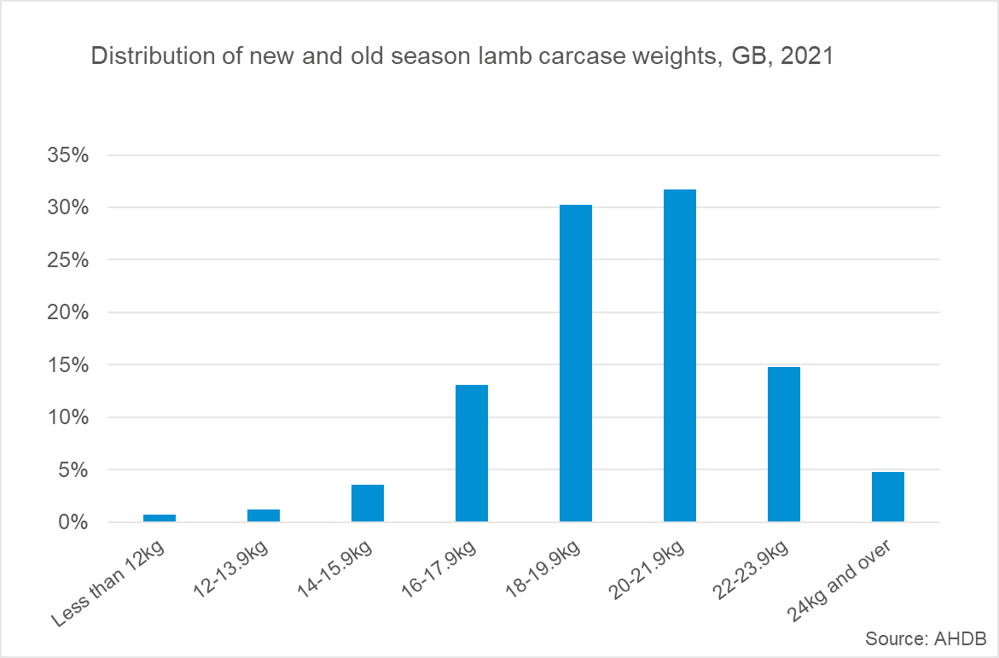 Distribution of new and old season lamb carcase weights, GB, 2021
35%
30%
25%
20%
15%
10%
5%
0%
Less than 12kg
12-13.9kg
14-15.9kg
16-17.9kg
18-19.9kg
20-21.9kg
22-23.9kg
24kg and over
Source: AHDB